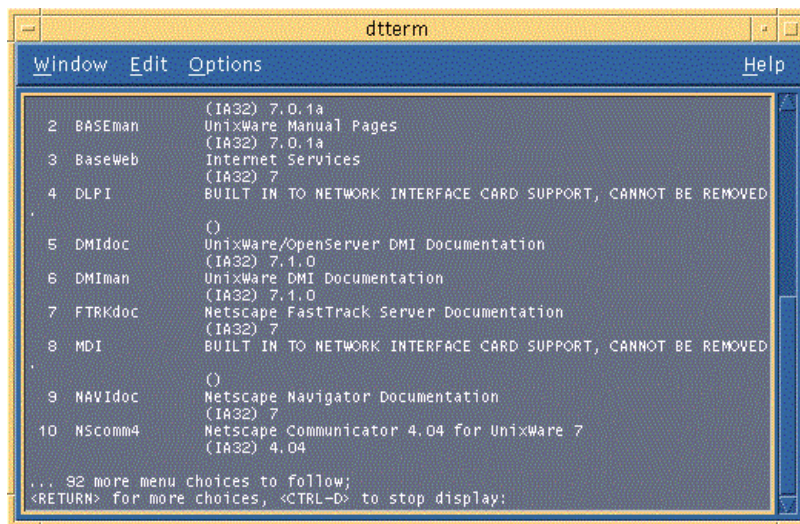 dtterm
Window Edit Options Help
(IA32) 7.0.1a
2 BASEman UnixWare Manual Pages
(IA32) 7.0.1a
3 BaseWeb Internet Services
(IA32) 7
4 DLPI BUILT IN TO NETWORK INTERFACE CARD SUPPORT, CANNOT BE REMOVED
.
()
5 DMIdoc UnixWare/OpenServer DMI Documentation
(IA32) 7.1.0
6 DMIman UnixWare DMI Documentation
(IA32) 7.1.0
7 FTRKdoc Netscape FastTrack Server Documentation
(IA32) 7
8 MDI BUILT IN TO NETWORK INTERFACE CARD SUPPORT, CANNOT BE REMOVED
.
()
9 NAVIdoc Netscape Navigator Documentation
(IA32) 7
10 NScomm4 Netscape Communicator 4.04 for UnixWare 7
(IA32) 4.04
... 92 more menu choices to follow;
<RETURN> for more choices, <CTRL-D> to stop display: